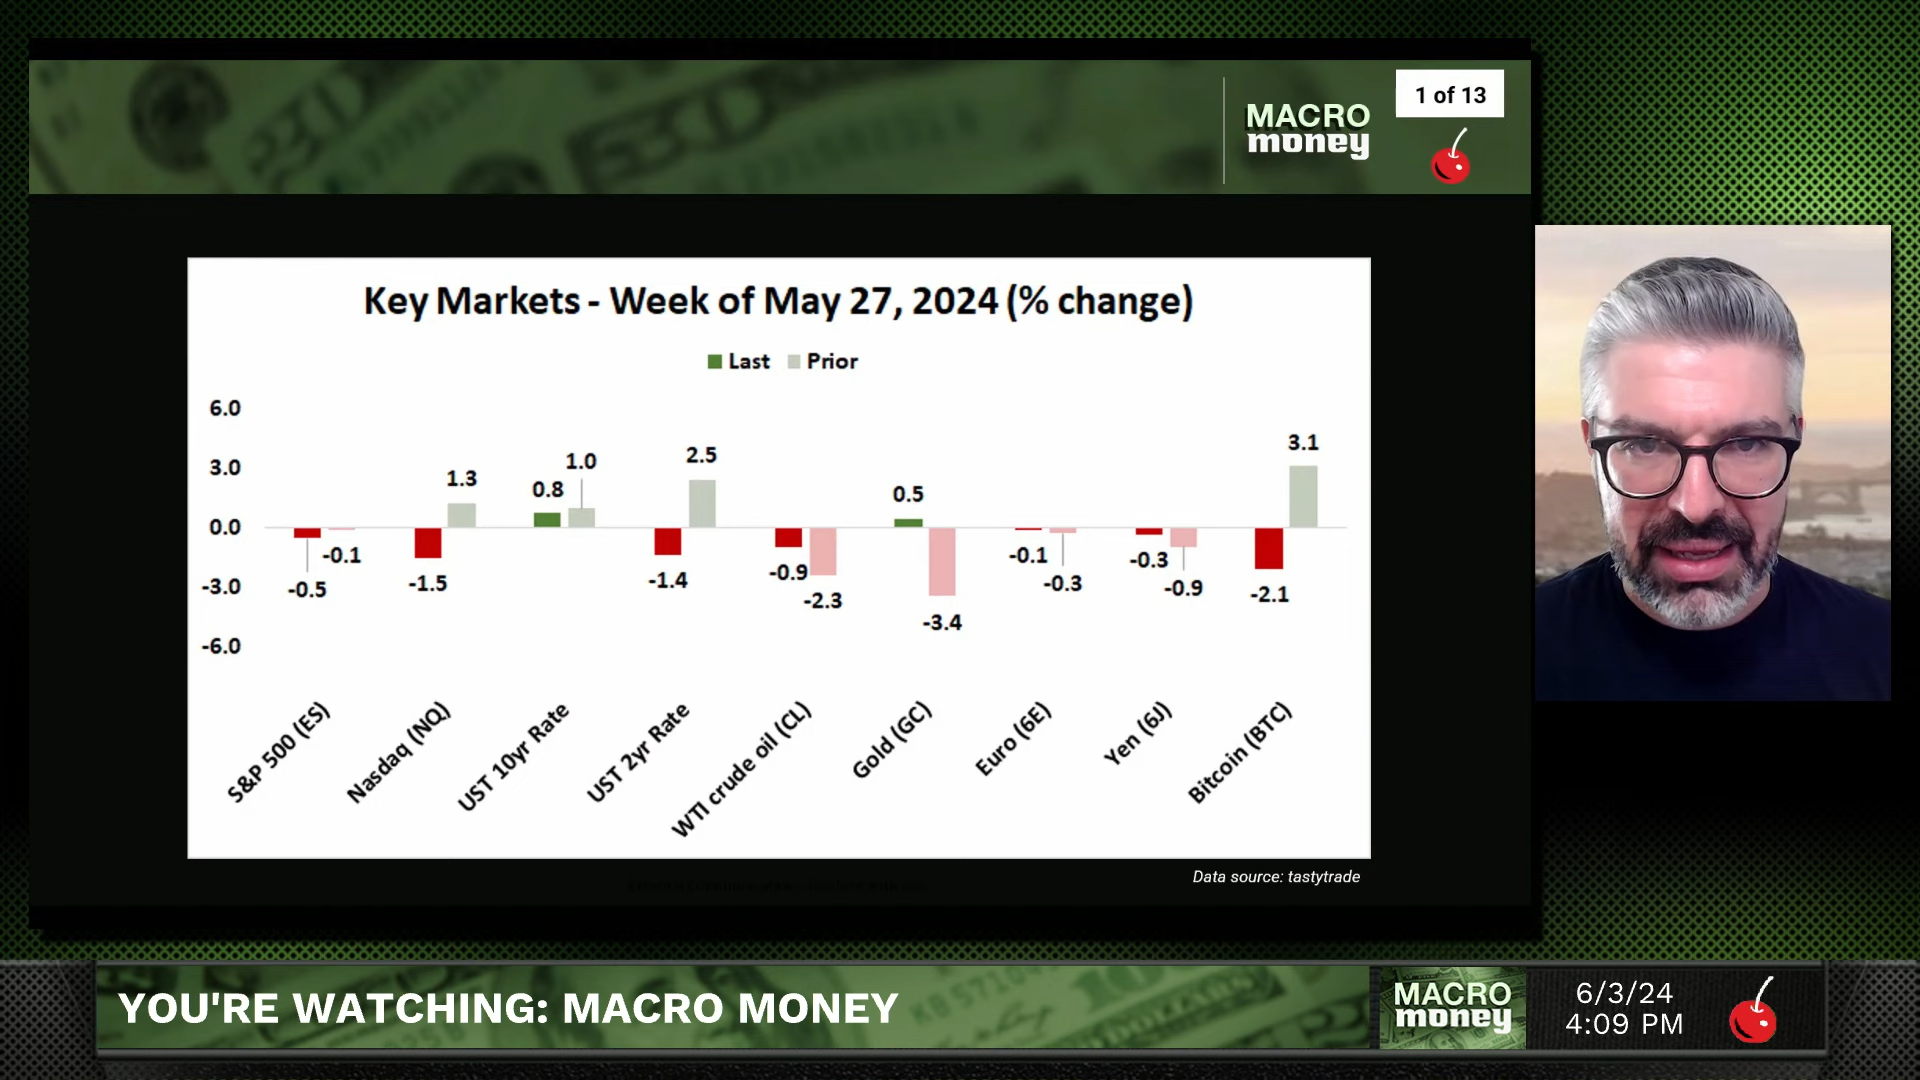 MACRO
money
1 of 13
Key Markets - Week of May 27, 2024 (% change)
Last Prior
6.0
3.0
0.0
-3.0
-6.0
-0.5
-0.1
-1.5
1.3
0.8
1.0
-1.4
2.5
-0.9
-2.3
0.5
-3.4
-0.1
-0.3
-0.3
-0.9
-2.1
3.1
S&P 500 (ES)
Nasdaq (NQ)
UST 10yr Rate
UST 2yr Rate
WTI crude oil (CL)
Gold (GC)
Euro (6E)
Yen (6J)
Bitcoin (BTC)
Data source: tastytrade
YOU'RE WATCHING: MACRO MONEY
MACRO
money
6/3/24
4:09 PM